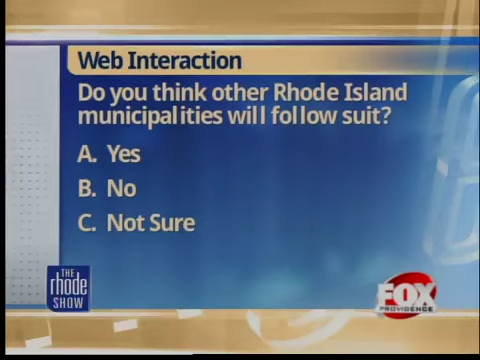 Web Interaction
Do you think other Rhode Island
municipalities will follow suit?
A. Yes
B. No
C. Not Sure
THE
rhode
SHOW
FOX
PROVIDENCE